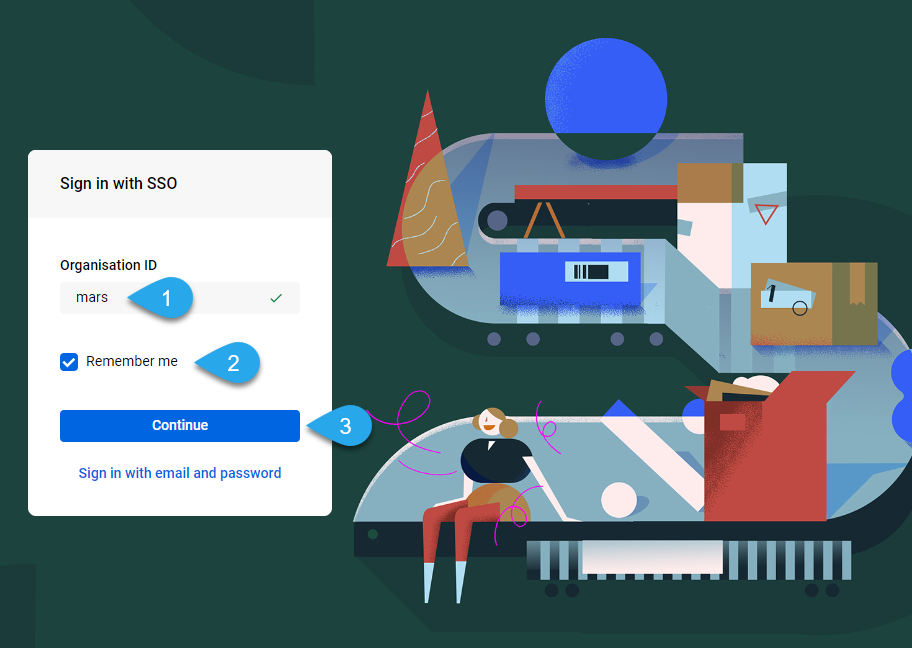 Sign in with SSO
Organisation ID
mars
1
Remember me
2
Continue
3
Sign in with email and password